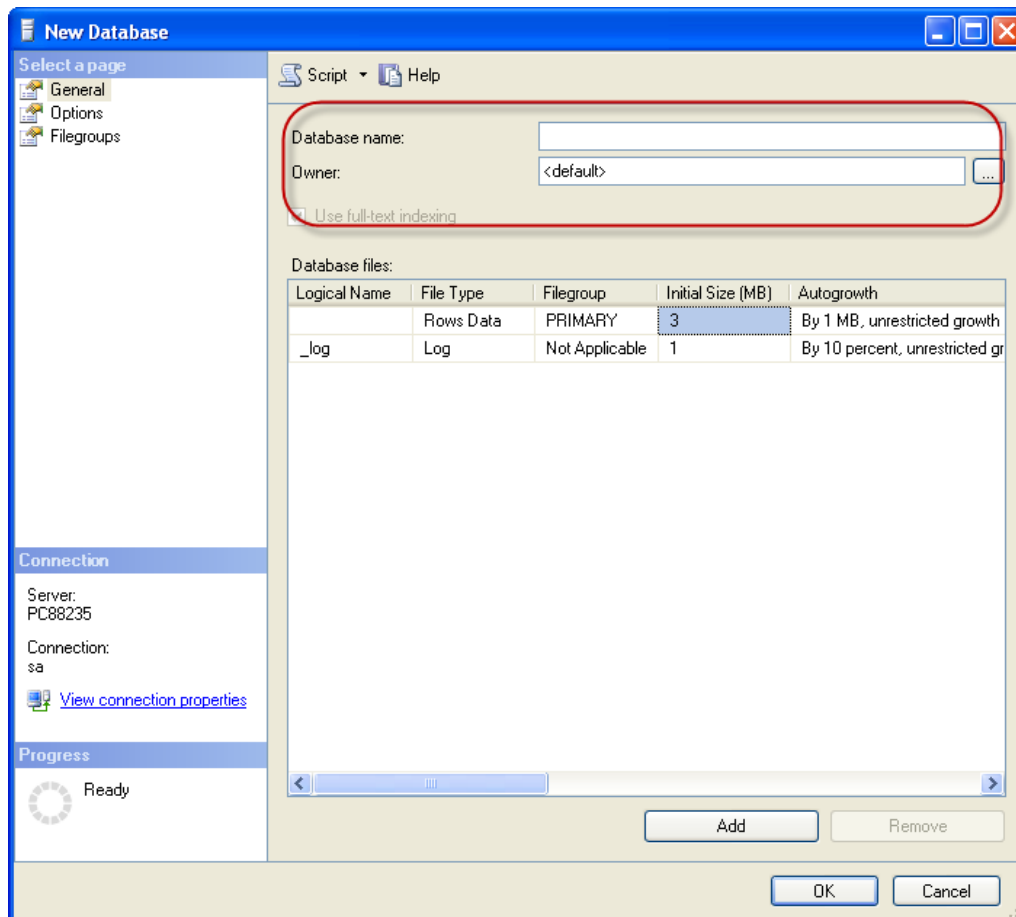 New Database
Select a page
General
Options
Filegroups
Script Help
Database name:
Owner: <default> ...
Use full-text indexing
Database files:
Logical Name File Type Filegroup Initial Size (MB) Autogrowth
Rows Data PRIMARY 3 By 1 MB, unrestricted growth
_log Log Not Applicable 1 By 10 percent, unrestricted gr
Connection
Server:
PC88235
Connection:
sa
View connection properties
Progress
Ready
Add Remove
OK Cancel